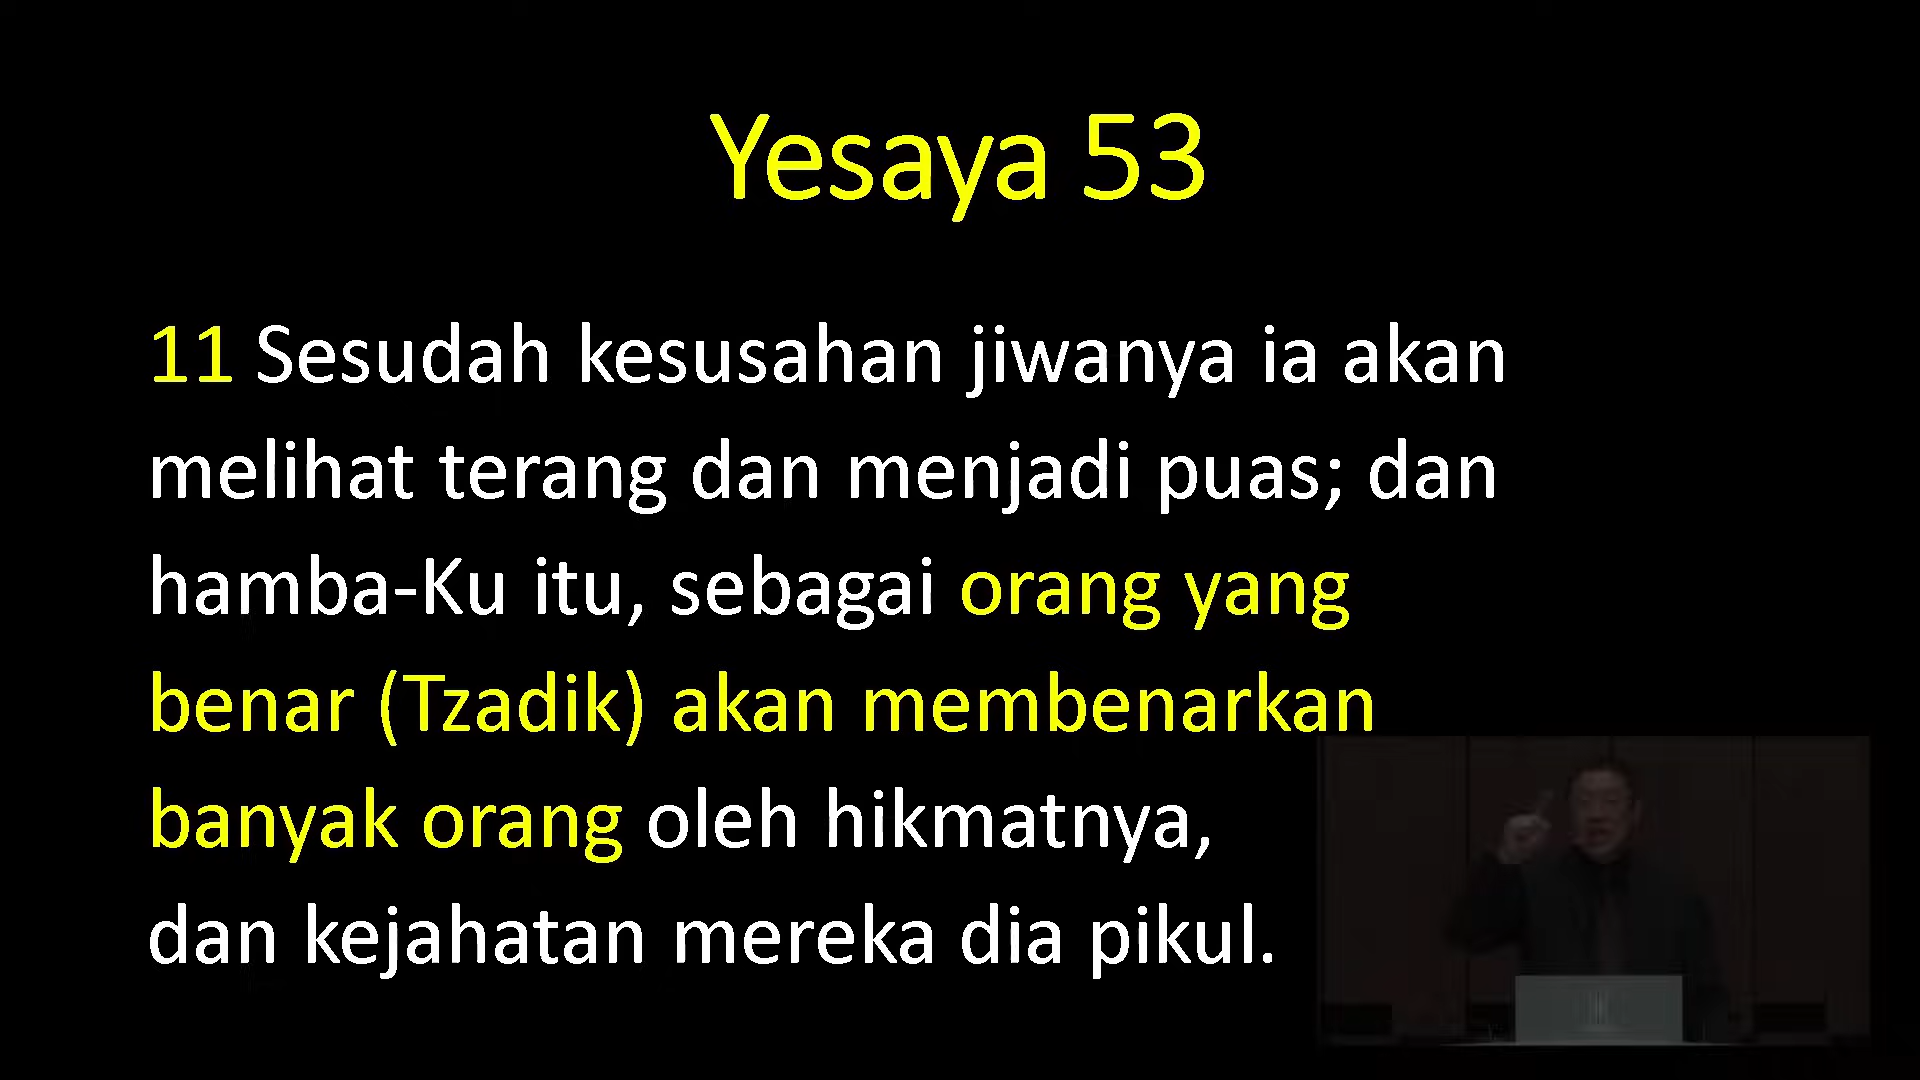 Yesaya 53
11 Sesudah kesusahan jiwanya ia akan
melihat terang dan menjadi puas; dan
hamba-Ku itu, sebagai orang yang
benar (Tzadik) akan membenarkan
banyak orang oleh hikmatnya,
dan kejahatan mereka dia pikul.